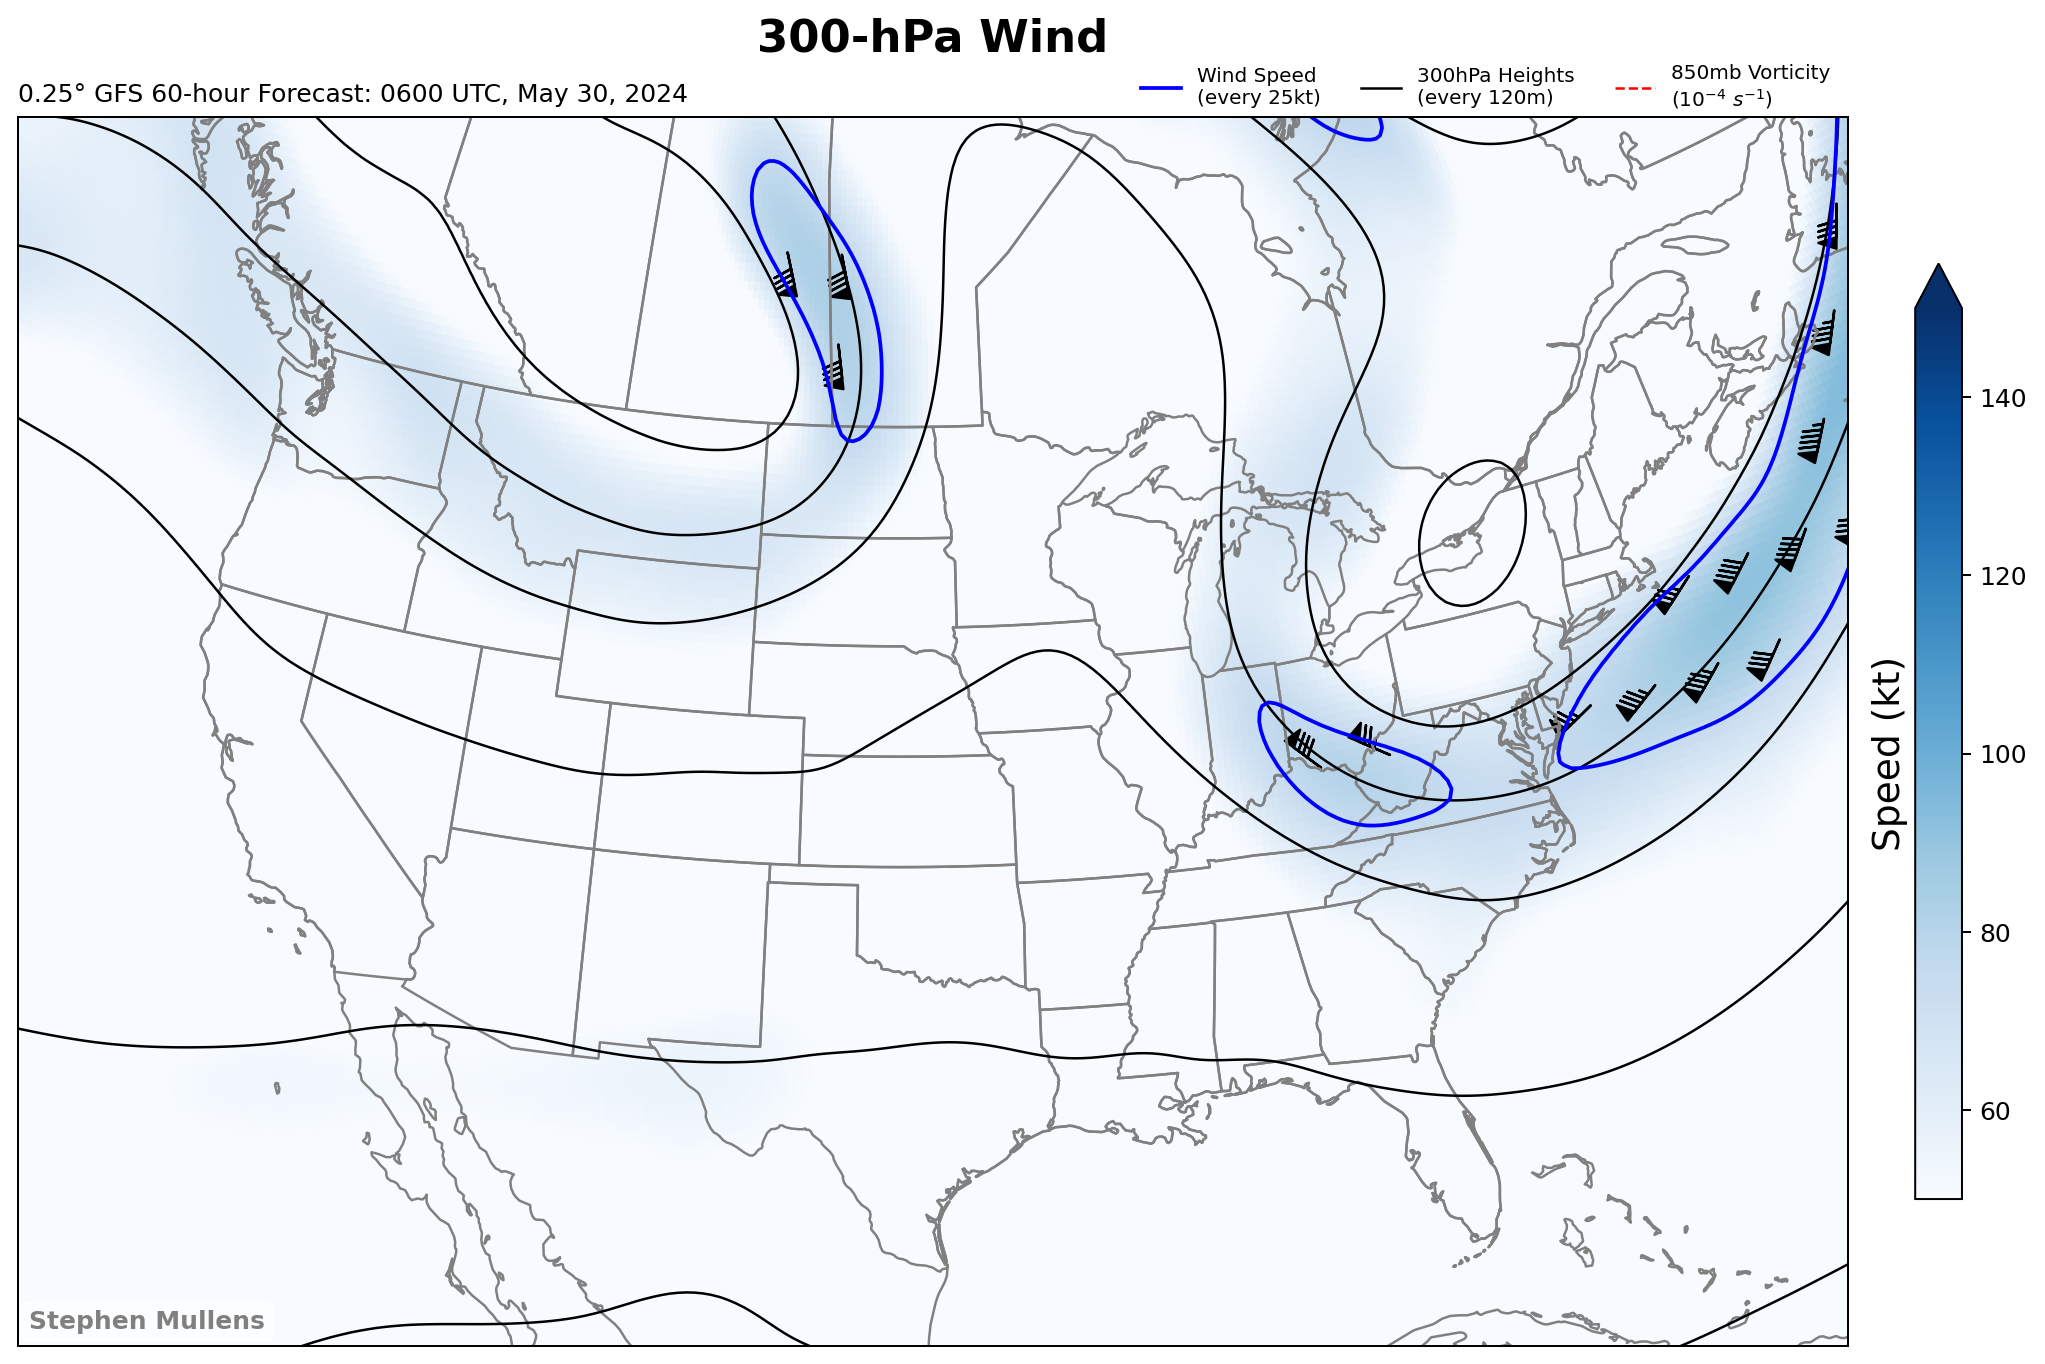 300-hPa Wind
0.25° GFS 60-hour Forecast: 0600 UTC, May 30, 2024
Wind Speed
(every 25kt)
300hPa Heights
(every 120m)
850mb Vorticity
(10⁻⁴ s⁻¹)
140
120
100
80
60
Speed (kt)
Stephen Mullens